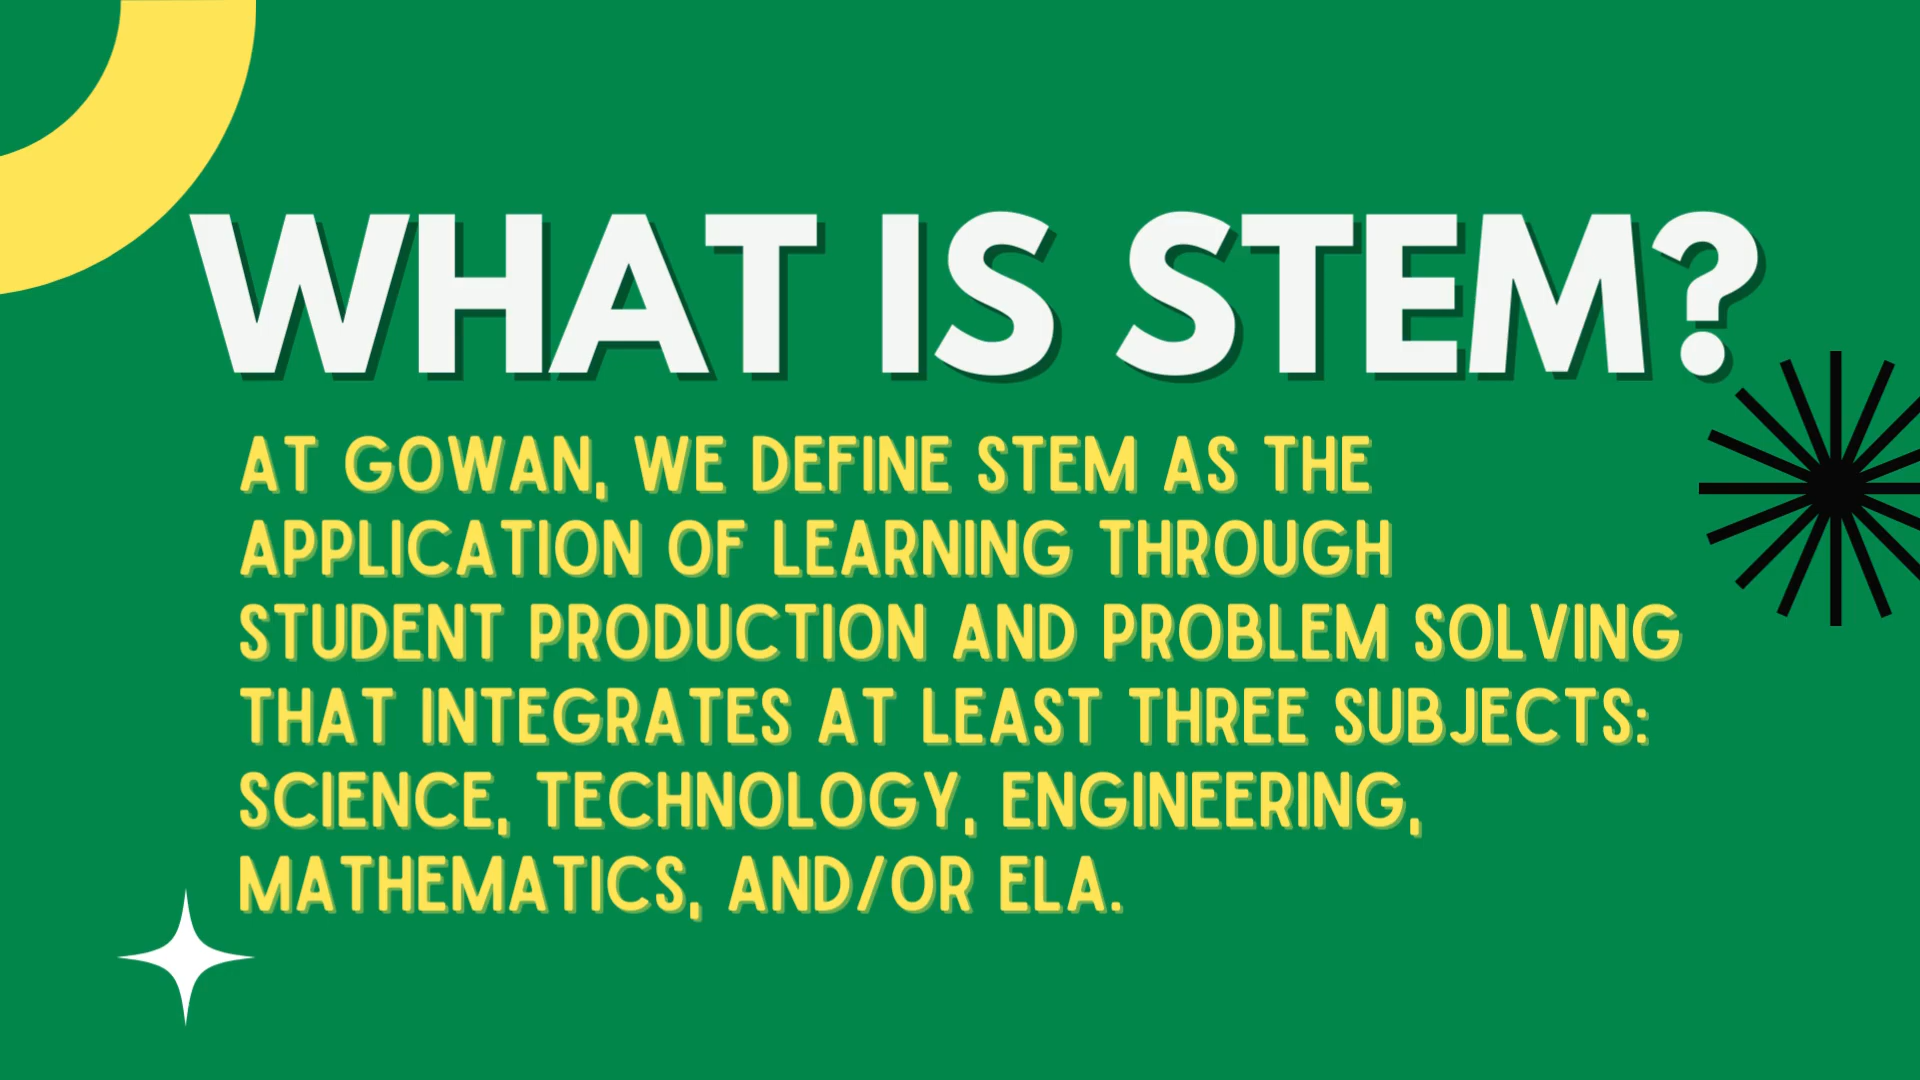 WHAT IS STEM?
AT GOWAN, WE DEFINE STEM AS THE
APPLICATION OF LEARNING THROUGH
STUDENT PRODUCTION AND PROBLEM SOLVING
THAT INTEGRATES AT LEAST THREE SUBJECTS:
SCIENCE, TECHNOLOGY, ENGINEERING,
MATHEMATICS, AND/OR ELA.